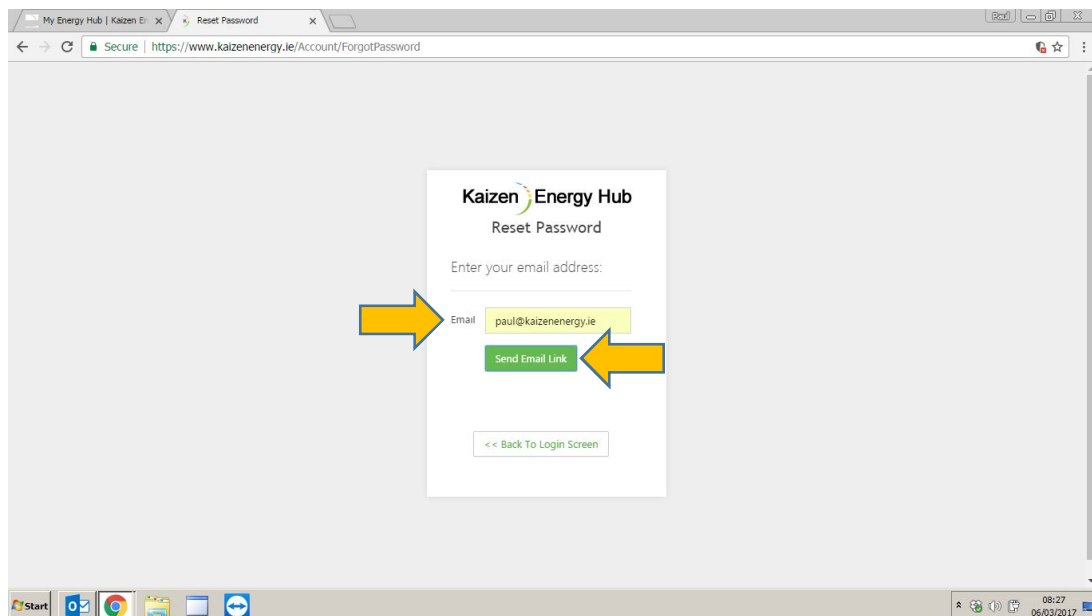 My Energy Hub | Kaizen En
Reset Password
Paul
Secure | https://www.kaizenenergy.ie/Account/ForgotPassword
Kaizen Energy Hub
Reset Password
Enter your email address:
Email paul@kaizenenergy.ie
Send Email Link
<< Back To Login Screen
Start
08:27
06/03/2017